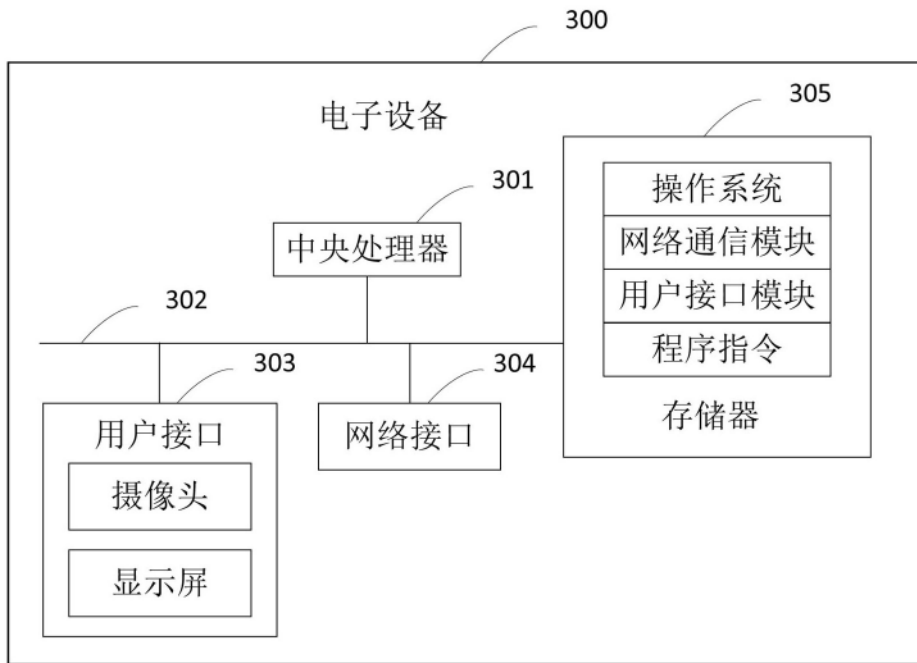 300
电子设备
305
操作系统
网络通信模块
用户接口模块
程序指令
存储器
301
中央处理器
302
303
用户接口
摄像头
显示屏
304
网络接口